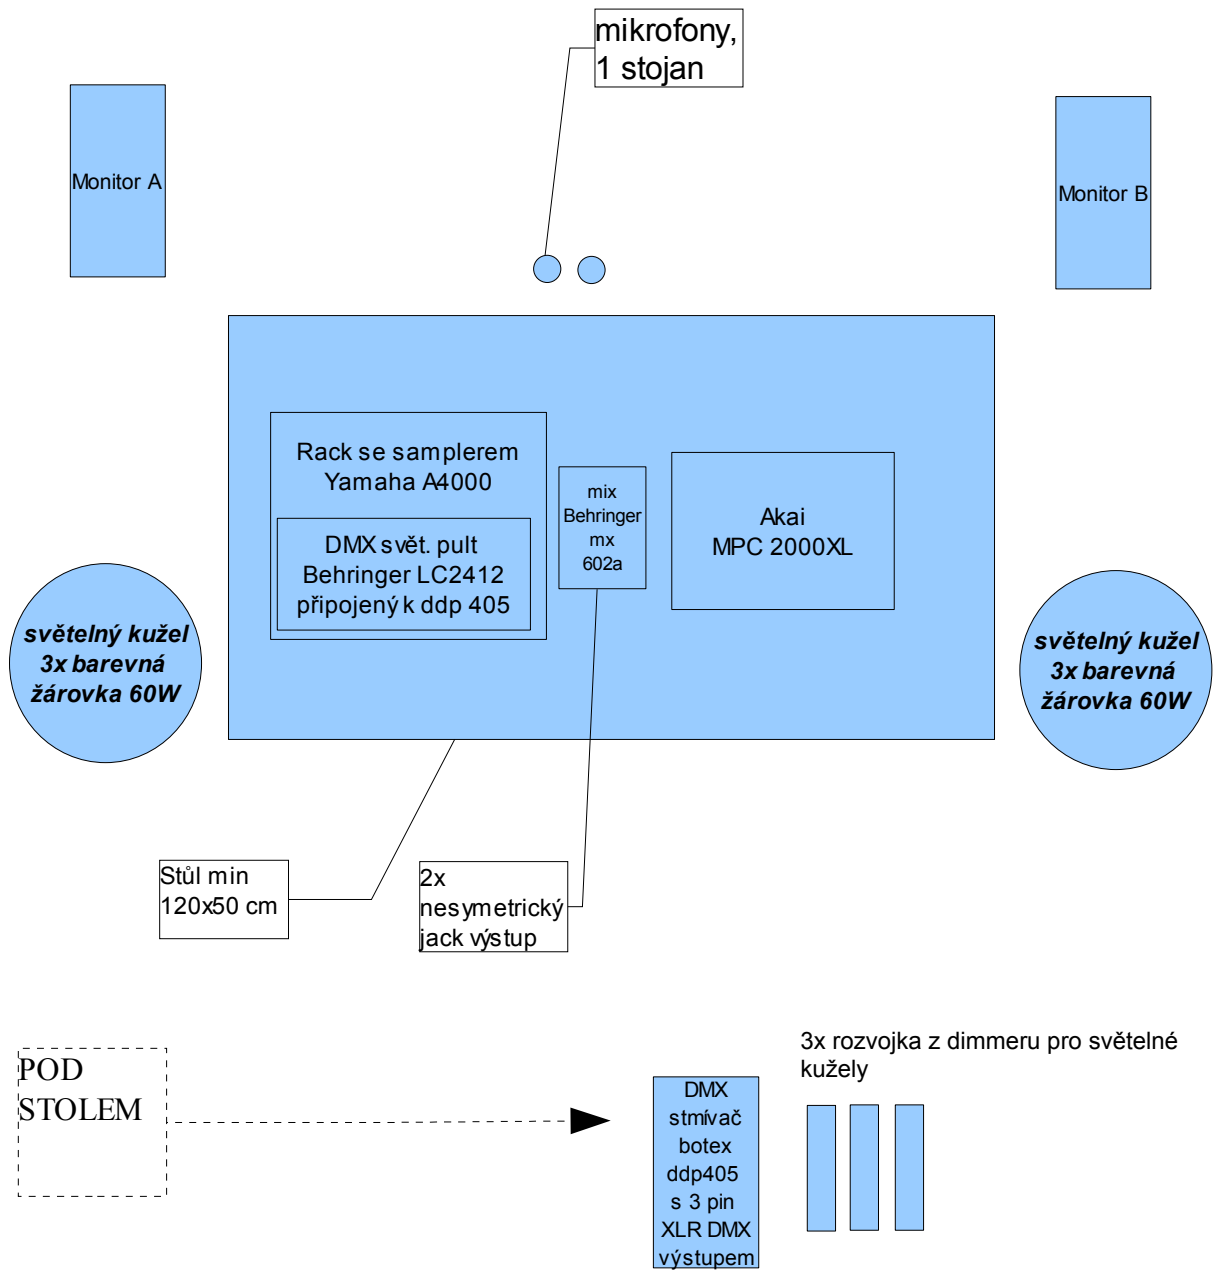 mikrofony,
1 stojan
Monitor A
Monitor B
Rack se samplerem
Yamaha A4000
DMX svět. pult
Behringer LC2412
připojený k ddp 405
mix
Behringer
mx
602a
Akai
MPC 2000XL
světelný kužel
3x barevná
žárovka 60W
světelný kužel
3x barevná
žárovka 60W
Stůl min
120x50 cm
2x
nesymetrický
jack výstup
POD
STOLEM
DMX
stmívač
botex
ddp405
s 3 pin
XLR DMX
výstupem
3x rozvojka z dimmeru pro světelné
kužely